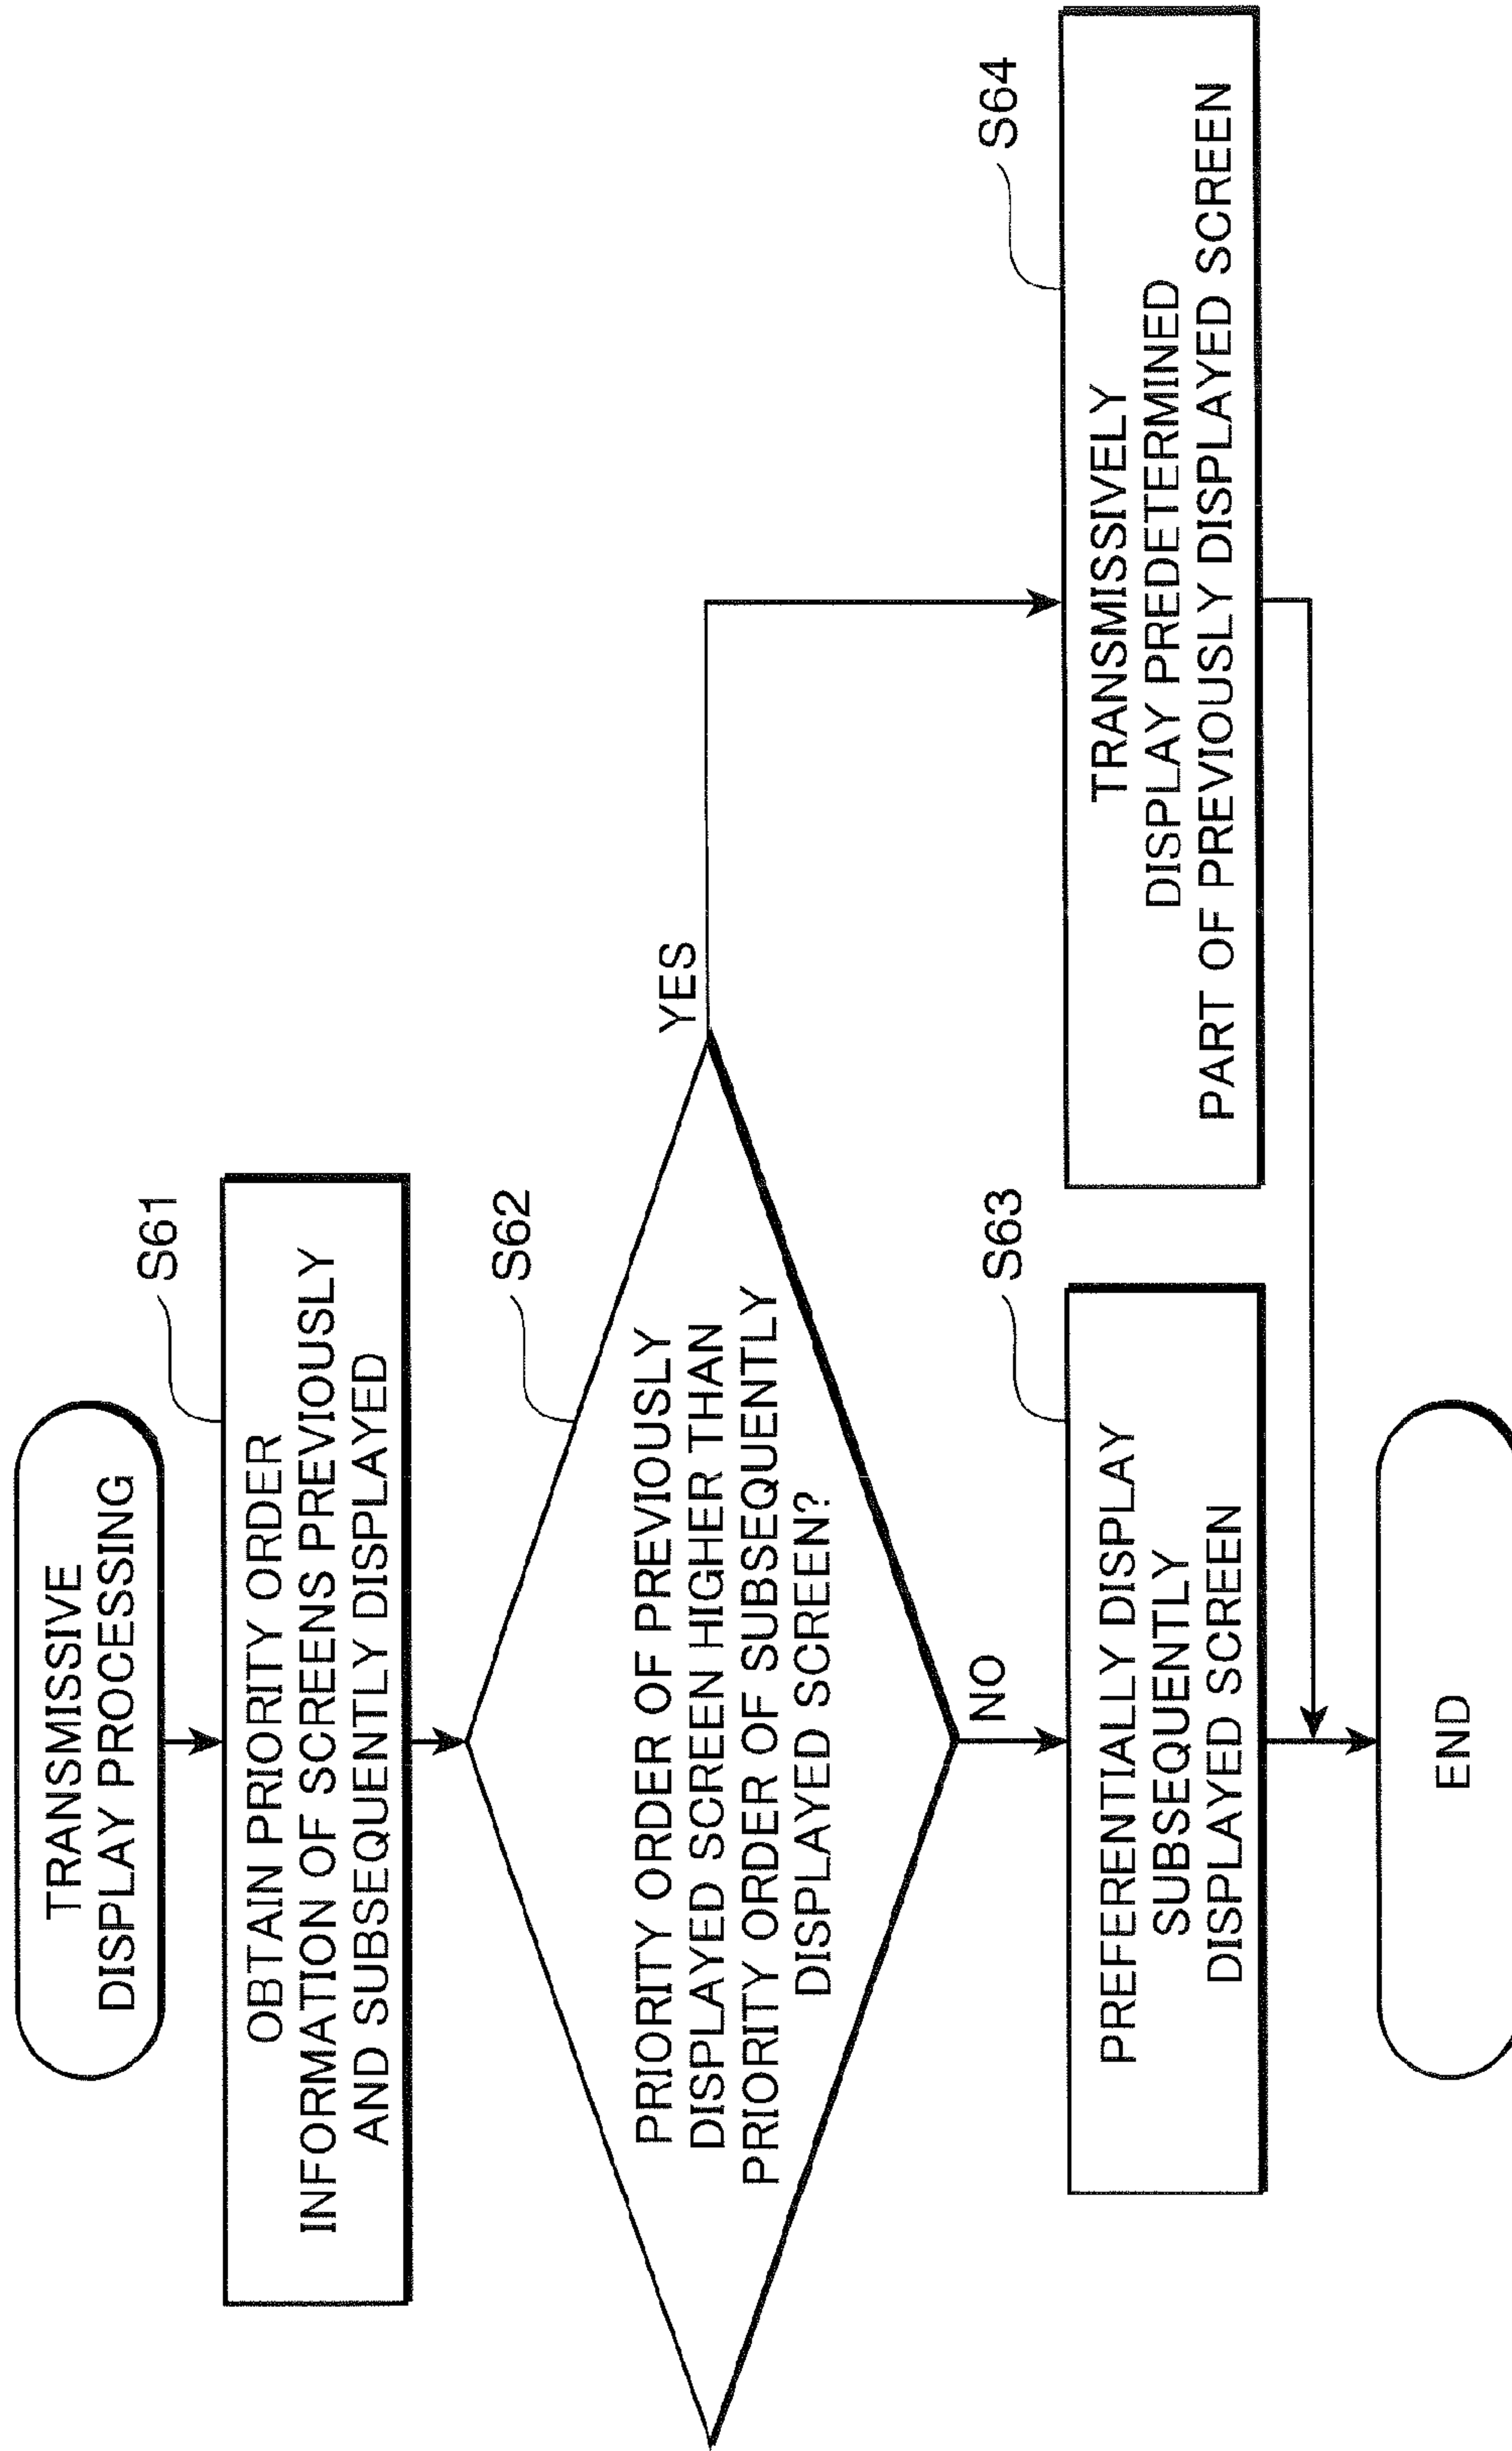 TRANSMISSIVE
DISPLAY PROCESSING
S61
OBTAIN PRIORITY ORDER
INFORMATION OF SCREENS PREVIOUSLY
AND SUBSEQUENTLY DISPLAYED
S62
PRIORITY ORDER OF PREVIOUSLY
DISPLAYED SCREEN HIGHER THAN
PRIORITY ORDER OF SUBSEQUENTLY
DISPLAYED SCREEN?
YES
NO
S63
PREFERENTIALLY DISPLAY
SUBSEQUENTLY
DISPLAYED SCREEN
S64
TRANSMISSIVELY
DISPLAY PREDETERMINED
PART OF PREVIOUSLY DISPLAYED SCREEN
END